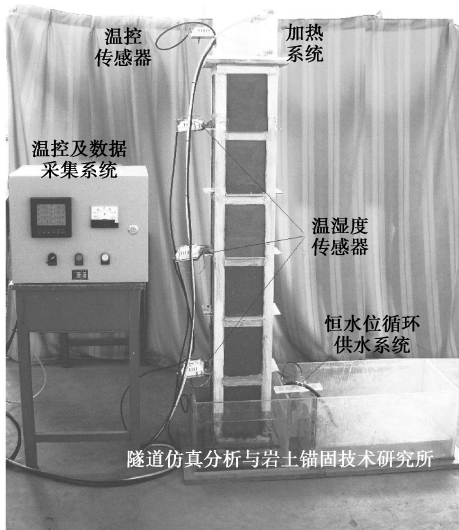 温控
传感器
加热
系统
温控及数据
采集系统
温湿度
传感器
恒水位循环
供水系统
隧道仿真分析与岩土锚固技术研究所